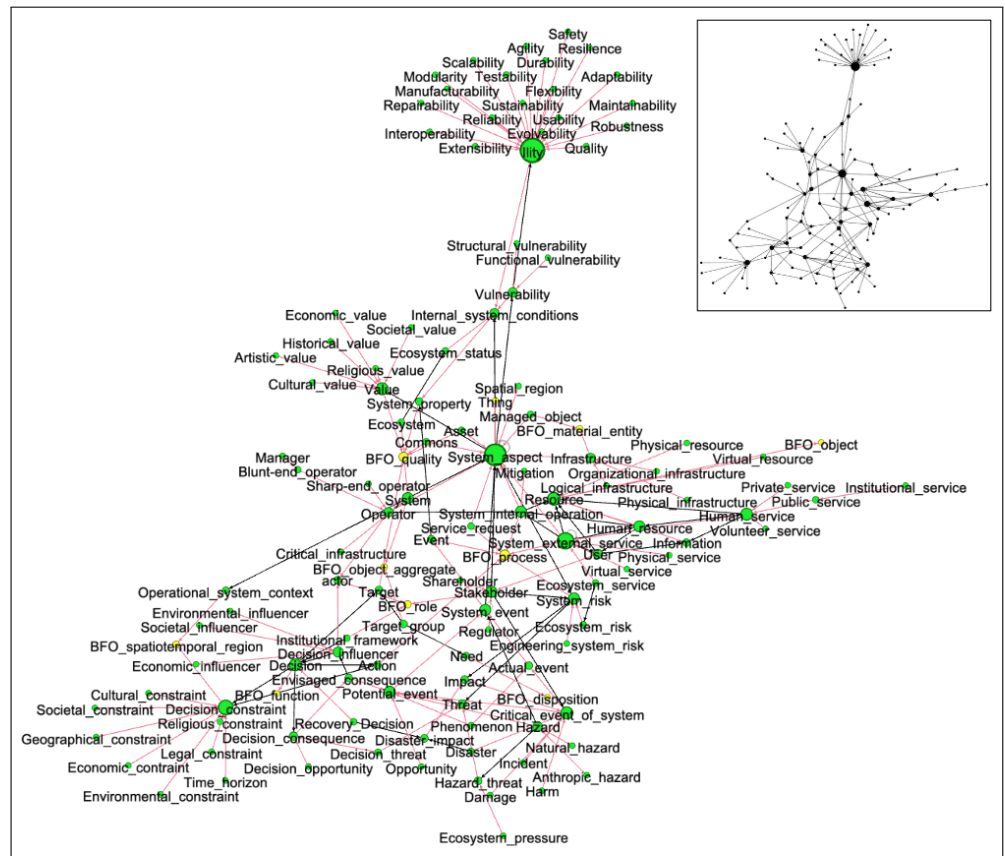 Safety
Agility Resilience
Scalability Durability
Modularity Testability Adaptability
Manufacturability Flexibility
Repairability Sustainability Maintainability
Reliability Usability
Interoperability Evolvability Robustness
Extensibility Ility Quality
Structural_vulnerability
Functional_vulnerability
Vulnerability
Economic_value Internal_system_conditions
Societal_value
Historical_value Ecosystem_status
Artistic_value Religious_value
Cultural_value Value Spatial_region
System_property Thing
Managed_object
Ecosystem Asset BFO_material_entity
Commons Physical_resource BFO_object
Manager BFO_quality System_aspect Infrastructure Virtual_resource
Blunt-end_operator Mitigation Organizational_infrastructure
Sharp-end_operator Logical_infrastructure Private_service Institutional_service
System Resource Physical_infrastructure Public_service
Operator System_internal_operation Human_service
Service_request Human_resource Volunteer_service
Event System_external_service Information
Critical_infrastructure BFO_process User Physical_service
BFO_object_aggregate Virtual_service
actor Shareholder Ecosystem_service
Operational_system_context Target Stakeholder System_risk
Environmental_influencer BFO_role System_event
Societal_influencer Target_group Regulator Ecosystem_risk
BFO_spatiotemporal_region Institutional_framework Engineering_system_risk
Decision_influencer Need
Economic_influencer Decision Action Actual_event
Envisaged_consequence Impact
Cultural_constraint BFO_function Potential_event BFO_disposition
Societal_constraint Decision_constraint Threat Critical_event_of_system
Religious_constraint Recovery_Decision Phenomenon Hazard
Geographical_constraint Decision_consequence Disaster_impact
Legal_constraint Decision_threat Disaster Natural_hazard
Economic_contraint Decision_opportunity Opportunity Incident
Time_horizon Hazard_threat Anthropic_hazard
Environmental_constraint Damage Harm
Ecosystem_pressure